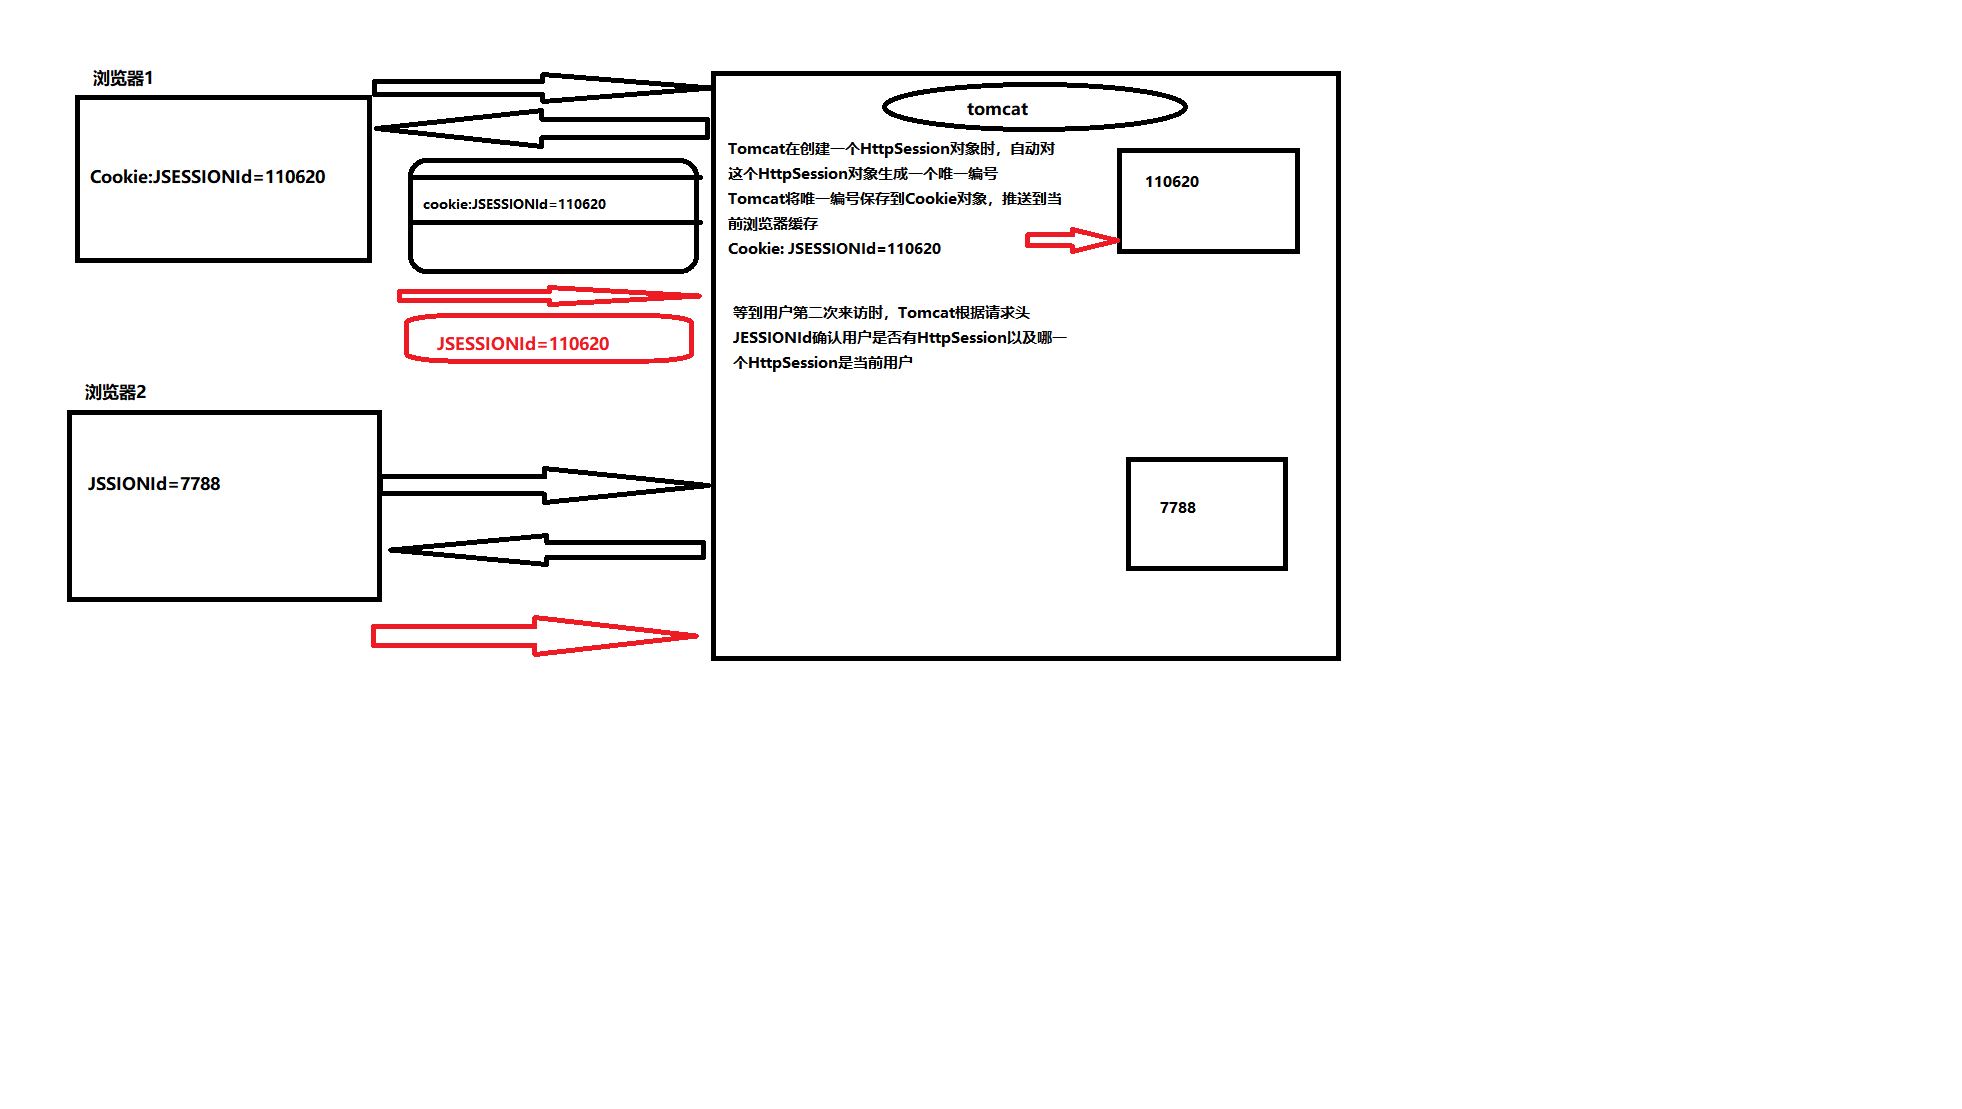 浏览器1
Cookie:JSESSIONId=110620
cookie:JSESSIONId=110620
JSESSIONId=110620
浏览器2
JSSIONId=7788
tomcat
Tomcat在创建一个HttpSession对象时，自动对
这个HttpSession对象生成一个唯一编号
Tomcat将唯一编号保存到Cookie对象，推送到当
前浏览器缓存
Cookie: JSESSIONId=110620
110620
等到用户第二次来访时，Tomcat根据请求头
JESSIONId确认用户是否有HttpSession以及哪一
个HttpSession是当前用户
7788